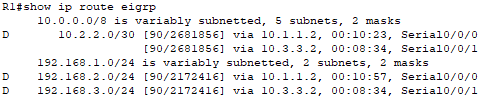 R1#show ip eigrp
10.0.0.0/8 is variably subnetted, 5 subnets, 2 masks
D 10.2.2.0/30 [90/2681856] via 10.1.1.2, 00:10:23, Serial0/0/0
[90/2681856] via 10.3.3.2, 00:08:34, Serial0/0/1
192.168.1.0/24 is variably subnetted, 2 subnets, 2 masks
D 192.168.2.0/24 [90/2172416] via 10.1.1.2, 00:10:57, Serial0/0/0
D 192.168.3.0/24 [90/2172416] via 10.3.3.2, 00:08:34, Serial0/0/1